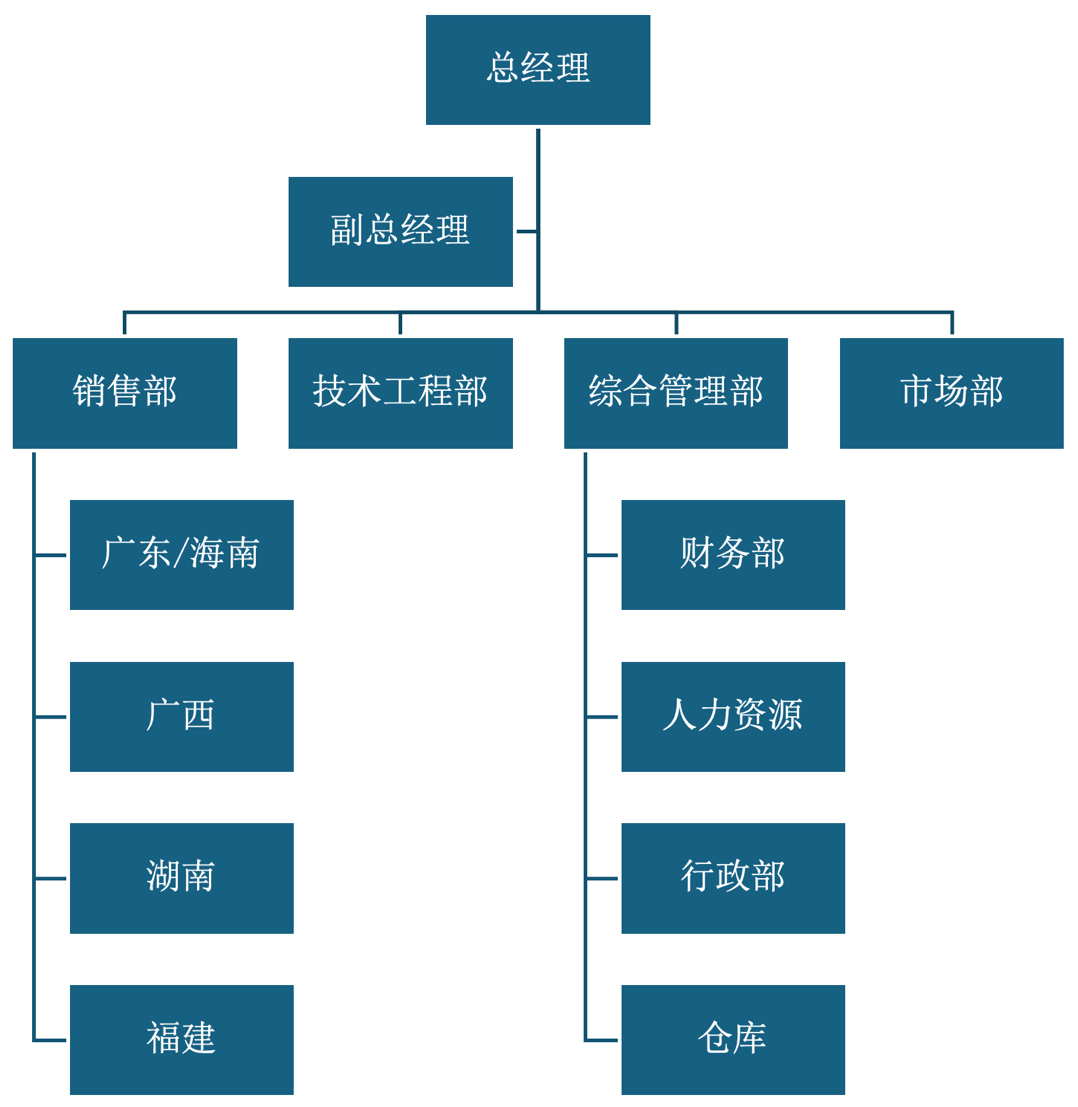 总经理
副总经理
销售部
技术工程部
综合管理部
市场部
广东/海南
财务部
广西
人力资源
湖南
行政部
福建
仓库